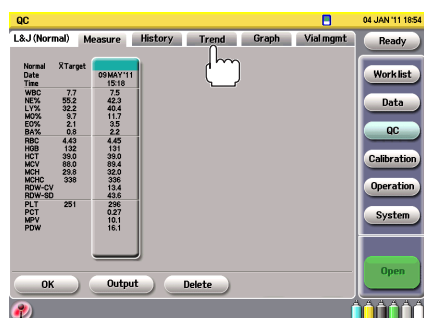 QC
04 JAN '11 18:54
L&J (Normal) Measure History Trend Graph Vial mgmt
Ready
Normal X̄Target
Date 09MAY'11
Time 15:18
WBC 7.7 7.5
NE% 55.2 42.3
LY% 32.2 40.4
MO% 9.7 11.7
EO% 2.1 3.5
BA% 0.8 2.2
RBC 4.43 4.45
HGB 132 131
HCT 39.0 39.0
MCV 88.0 89.4
MCH 29.8 32.0
MCHC 338 336
RDW-CV 13.4
RDW-SD 43.6
PLT 251 296
PCT 0.27
MPV 10.1
PDW 16.1
OK Output Delete
Work list
Data
QC
Calibration
Operation
System
Open